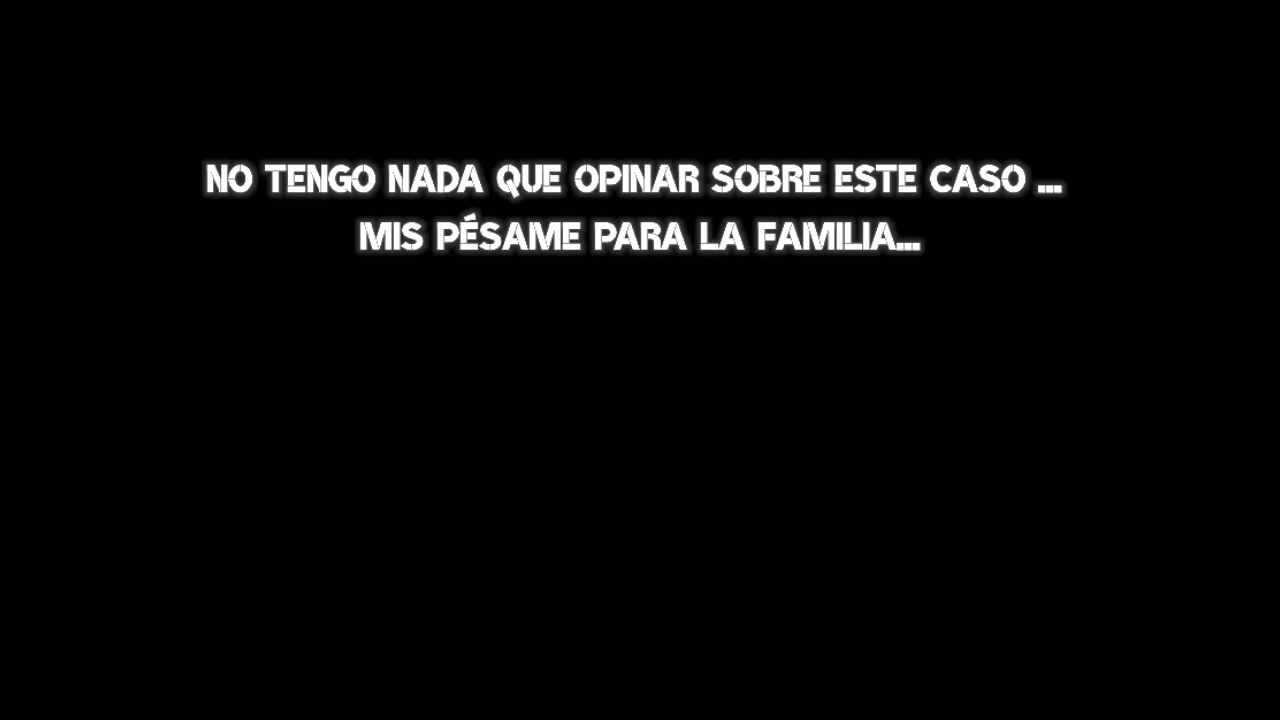 NO TENGO NADA QUE OPINAR SOBRE ESTE CASO ...
MIS PÉSAME PARA LA FAMILIA...